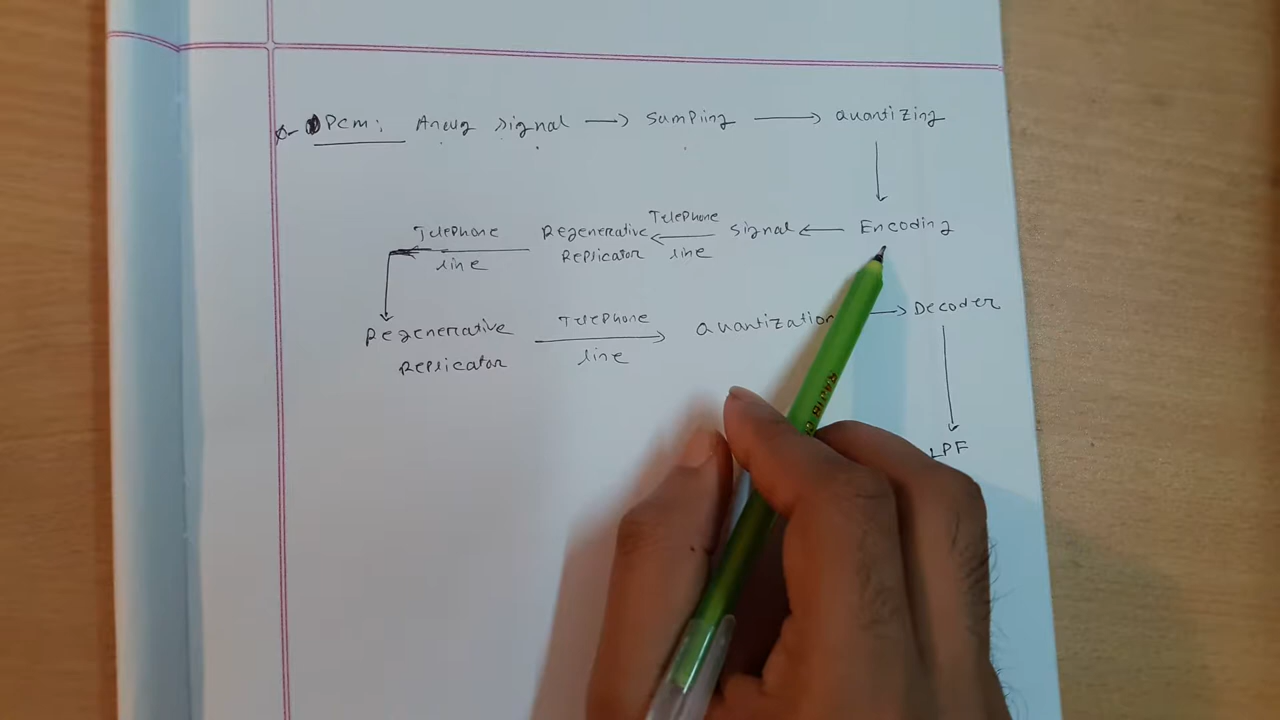 PCM: Analog signal → Sampling → Quantizing
Telephone Regenerative Telephone signal ← Encoding
line Replicator line
Regenerative Telephone Quantization → Decoder
Replicator line
LPF